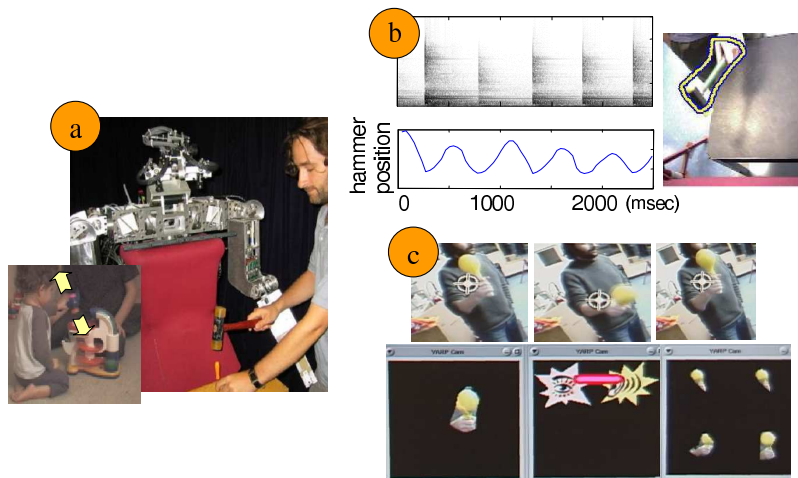 a
b
hammer
position
0 1000 2000 (msec)
c
YARP Cam
YARP Cam
YARP Cam